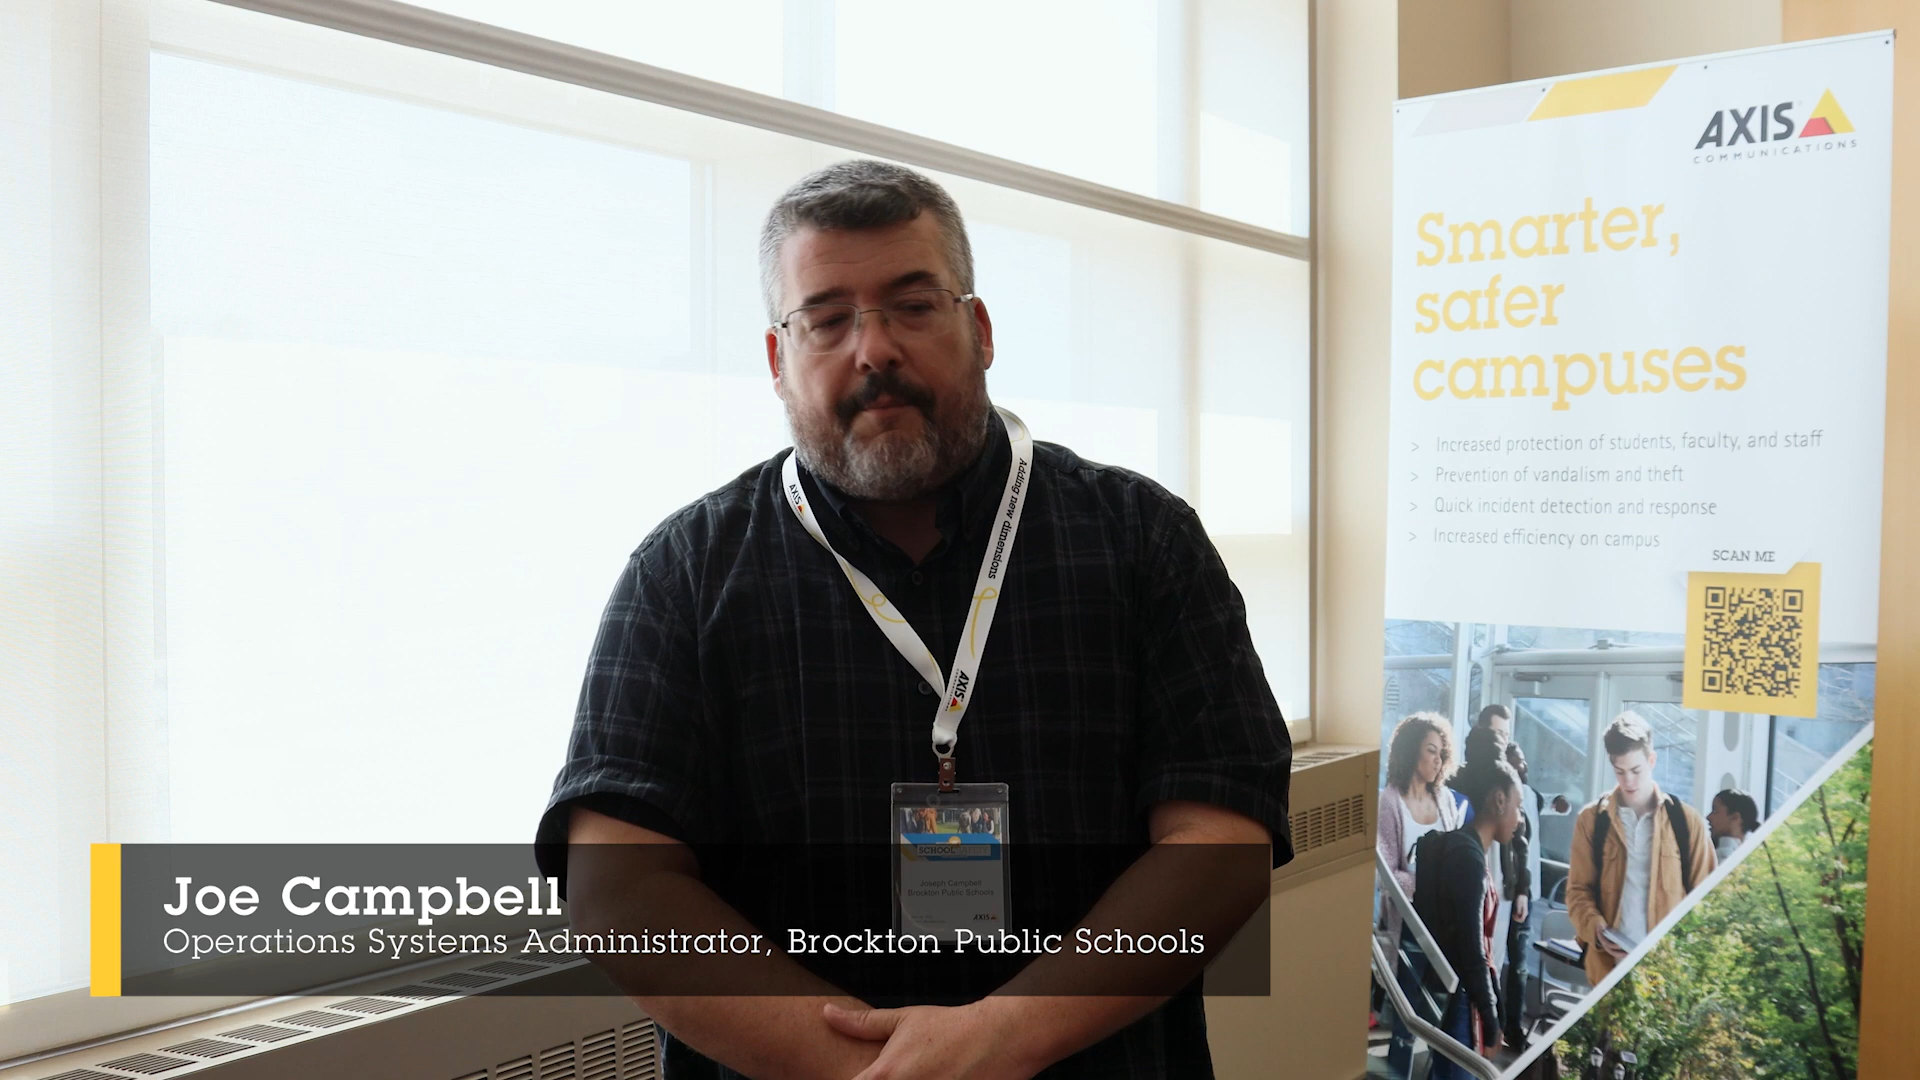 AXIS
COMMUNICATIONS
Smarter,
safer
campuses
> Increased protection of students, faculty, and staff
> Prevention of vandalism and theft
> Quick incident detection and response
> Increased efficiency on campus
SCAN ME
AXIS
Adding new dimensions
AXIS
SCHOOL
Joseph Campbell
Brockton Public Schools
AXIS
Joe Campbell
Operations Systems Administrator, Brockton Public Schools